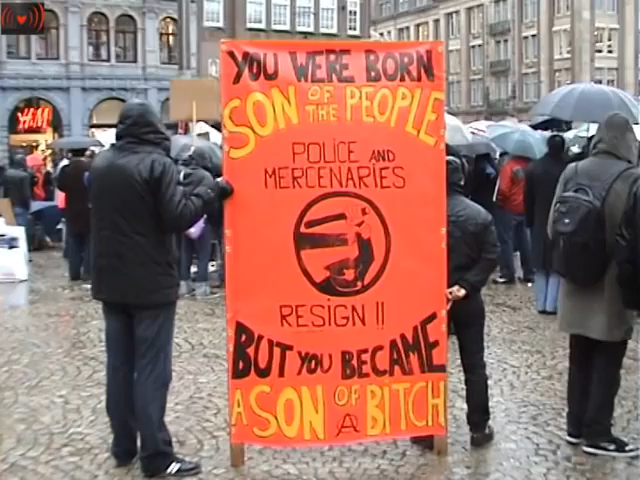 H&M
YOU WERE BORN
SON OF THE PEOPLE
POLICE AND
MERCENARIES
RESIGN !!
BUT YOU BECAME
A SON OF A BITCH